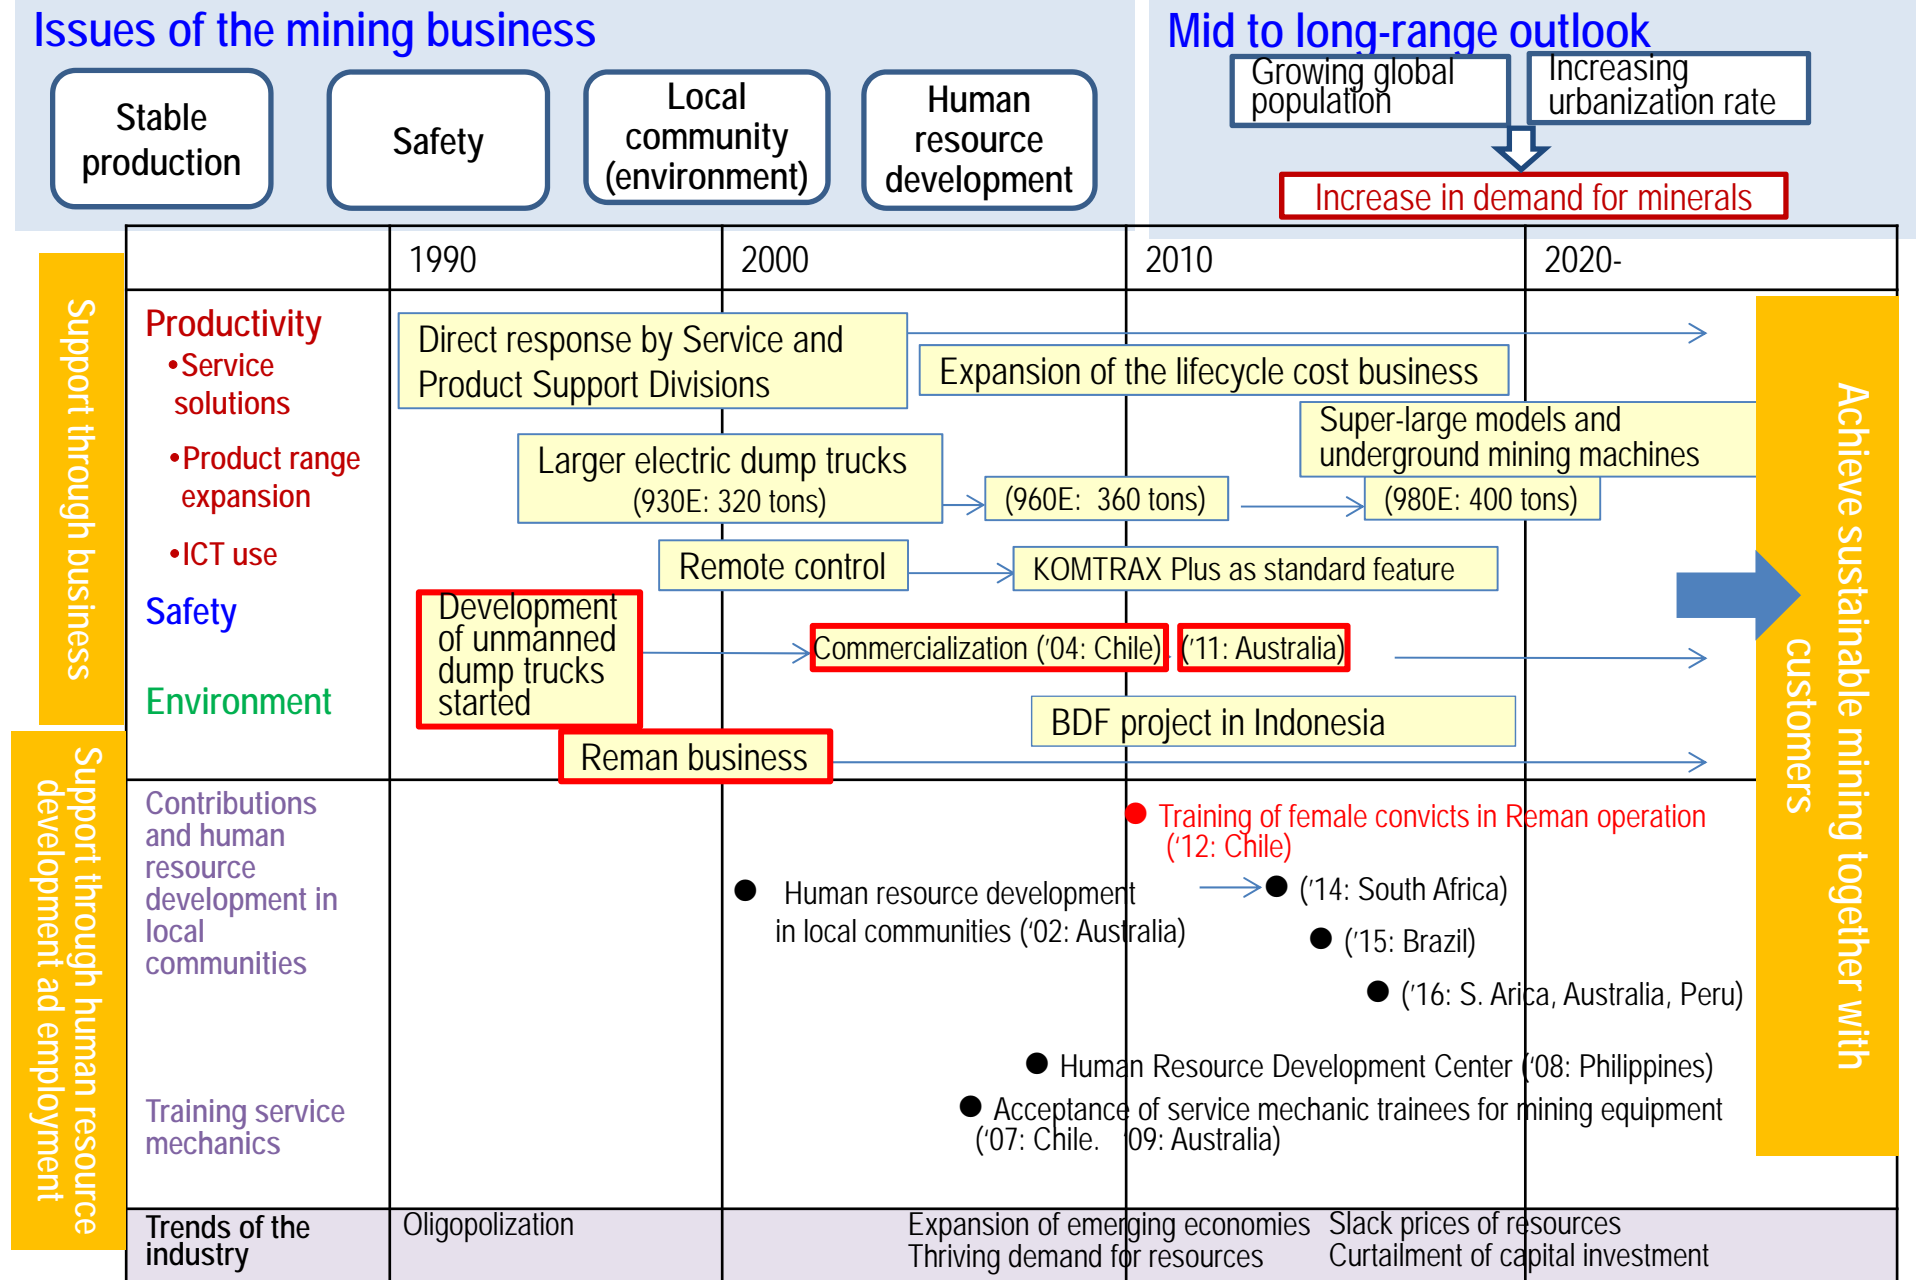 Issues of the mining business
Stable
production
Safety
Local
community
(environment)
Human
resource
development
Mid to long-range outlook
Growing global
population
Increasing
urbanization rate
Increase in demand for minerals
1990
2000
2010
2020-
Support through business
Productivity
•Service
solutions
•Product range
expansion
•ICT use
Safety
Environment
Direct response by Service and
Product Support Divisions
Expansion of the lifecycle cost business
Super-large models and
underground mining machines
Larger electric dump trucks
(930E: 320 tons)
(960E:  360 tons)
(980E: 400 tons)
Remote control
KOMTRAX Plus as standard feature
Development
of unmanned
dump trucks
started
Commercialization ('04: Chile)
('11: Australia)
BDF project in Indonesia
Reman business
Achieve sustainable mining together with
customers
Support through human resource
development ad employment
Contributions
and human
resource
development in
local
communities
● Training of female convicts in Reman operation
('12: Chile)
● Human resource development
in local communities ('02: Australia)
● ('14: South Africa)
● ('15: Brazil)
● ('16: S. Arica, Australia, Peru)
● Human Resource Development Center ('08: Philippines)
Training service
mechanics
● Acceptance of service mechanic trainees for mining equipment
('07: Chile.  '09: Australia)
Trends of the
industry
Oligopolization
Expansion of emerging economies
Thriving demand for resources
Slack prices of resources
Curtailment of capital investment